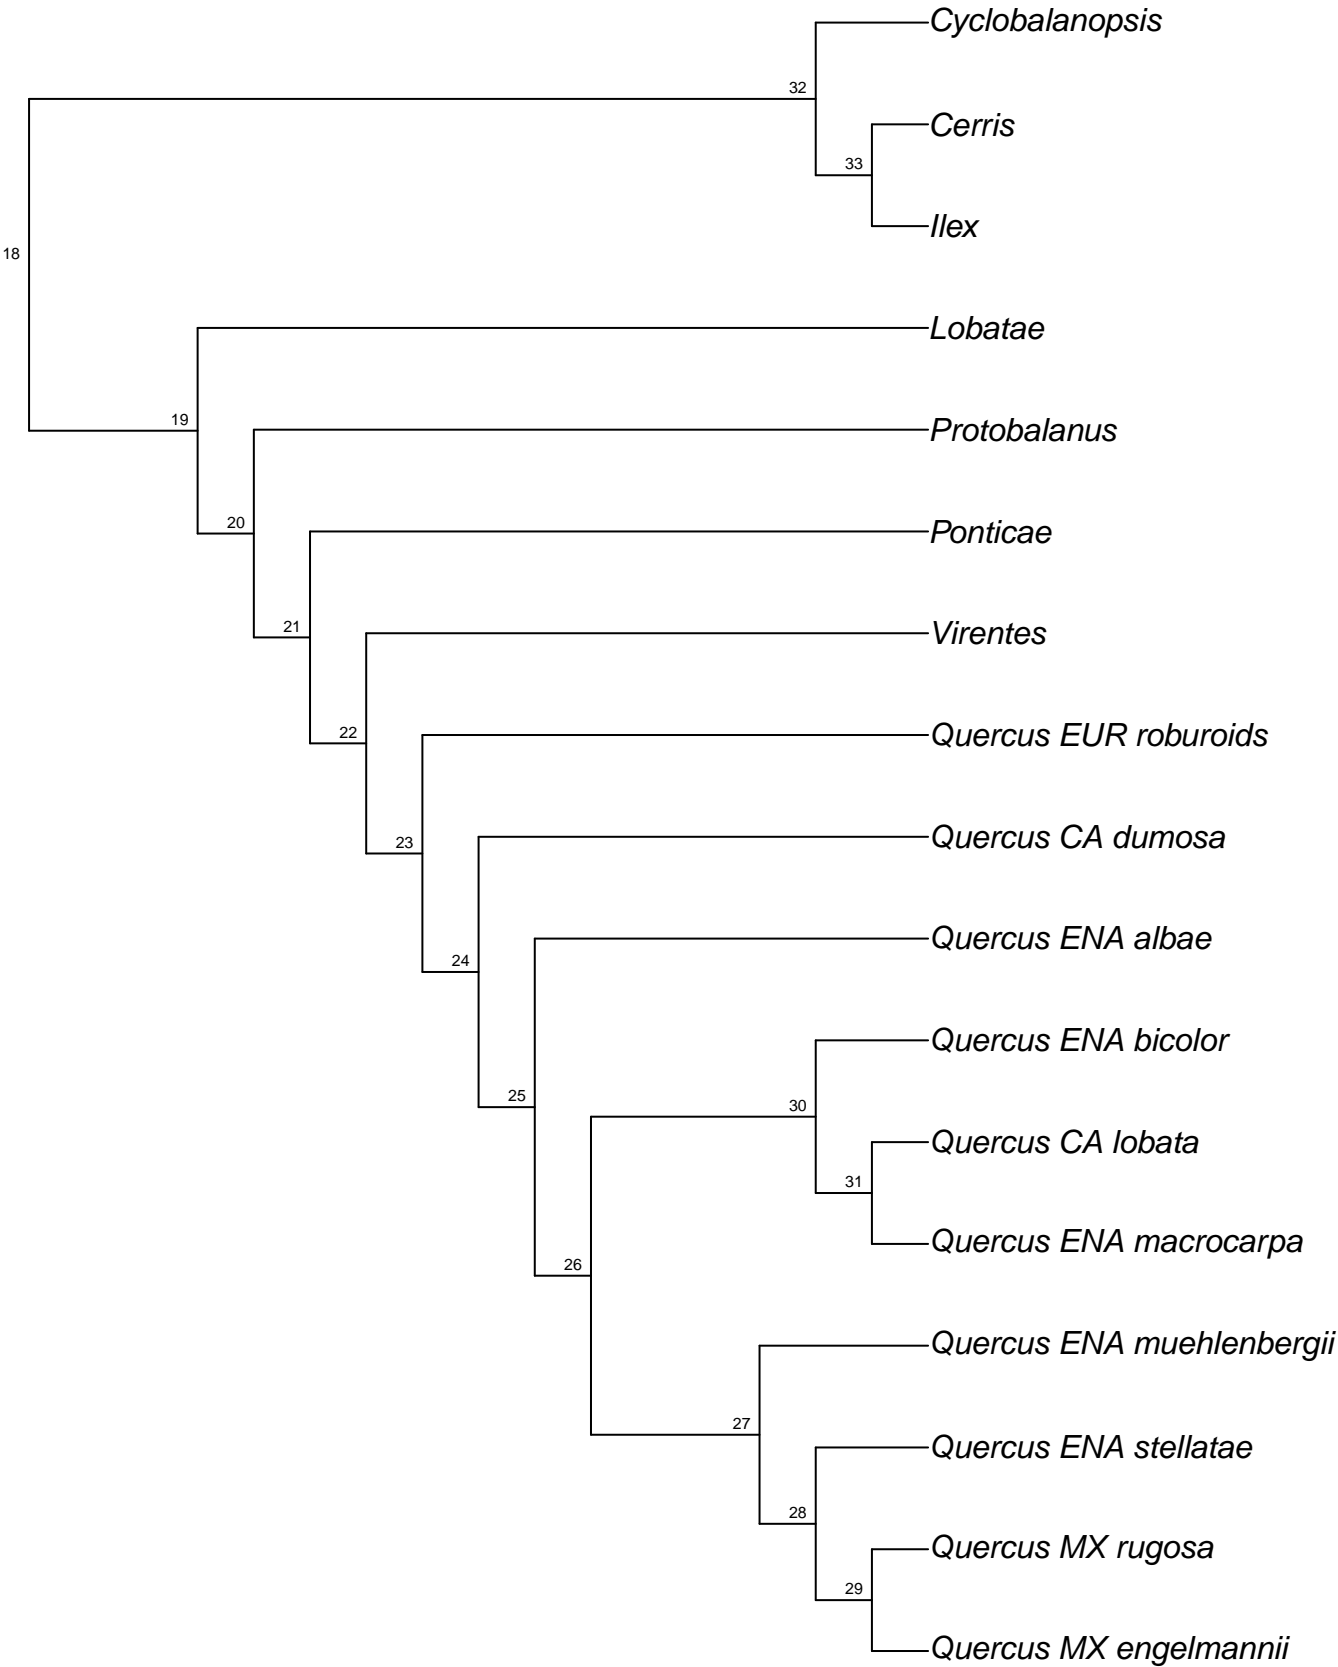 Cyclobalanopsis
32
Cerris
33
Ilex
18
Lobatae
19
Protobalanus
20
Ponticae
21
Virentes
22
Quercus EUR roburoids
23
Quercus CA dumosa
24
Quercus ENA albae
25
Quercus ENA bicolor
30
Quercus CA lobata
31
Quercus ENA macrocarpa
26
Quercus ENA muehlenbergii
27
Quercus ENA stellatae
28
Quercus MX rugosa
29
Quercus MX engelmannii